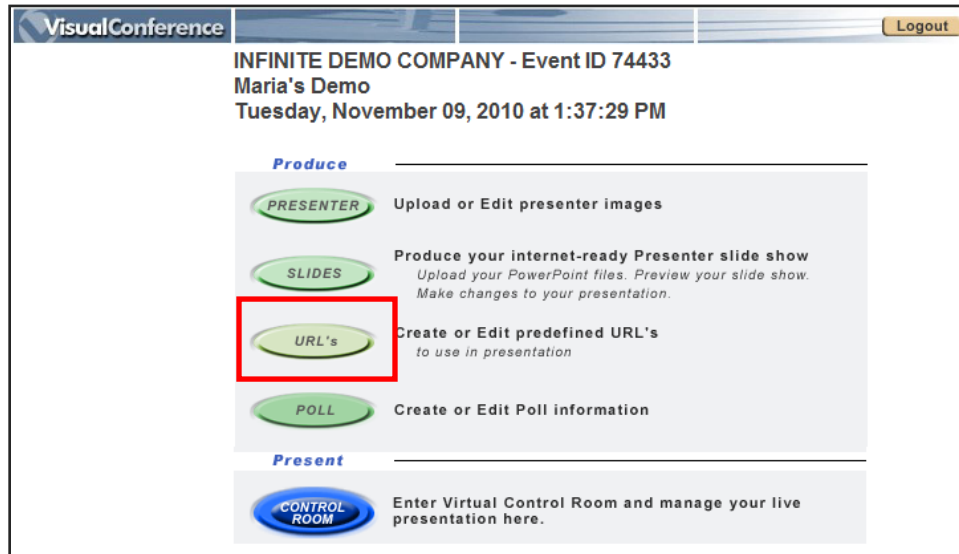 VisualConference
Logout
INFINITE DEMO COMPANY - Event ID 74433
Maria's Demo
Tuesday, November 09, 2010 at 1:37:29 PM
Produce
PRESENTER
Upload or Edit presenter images
SLIDES
Produce your internet-ready Presenter slide show
Upload your PowerPoint files. Preview your slide show.
Make changes to your presentation.
URL's
Create or Edit predefined URL's
to use in presentation
POLL
Create or Edit Poll information
Present
CONTROL
ROOM
Enter Virtual Control Room and manage your live
presentation here.